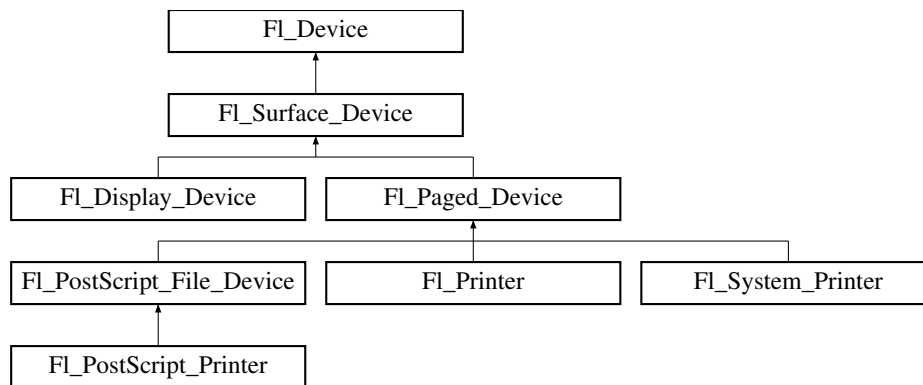 Fl_Device
Fl_Surface_Device
Fl_Display_Device
Fl_Paged_Device
Fl_PostScript_File_Device
Fl_Printer
Fl_System_Printer
Fl_PostScript_Printer